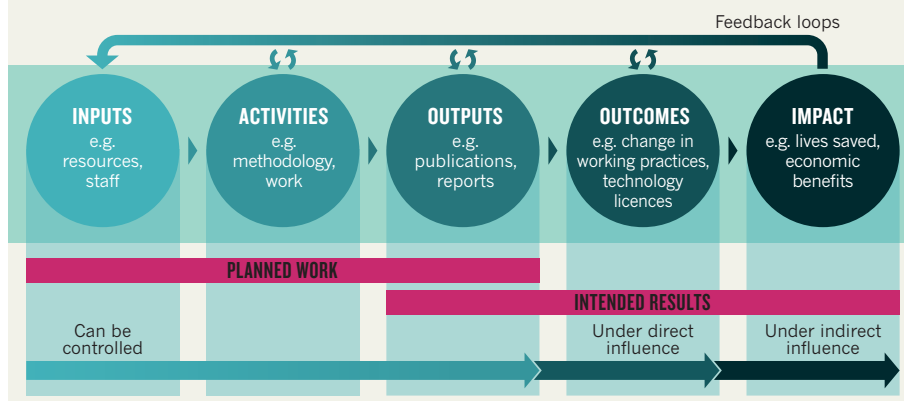 Feedback loops
INPUTS
e.g.
resources,
staff
ACTIVITIES
e.g.
methodology,
work
OUTPUTS
e.g.
publications,
reports
OUTCOMES
e.g. change in
working practices,
technology
licences
IMPACT
e.g. lives saved,
economic
benefits
PLANNED WORK
INTENDED RESULTS
Can be
controlled
Under direct
influence
Under indirect
influence